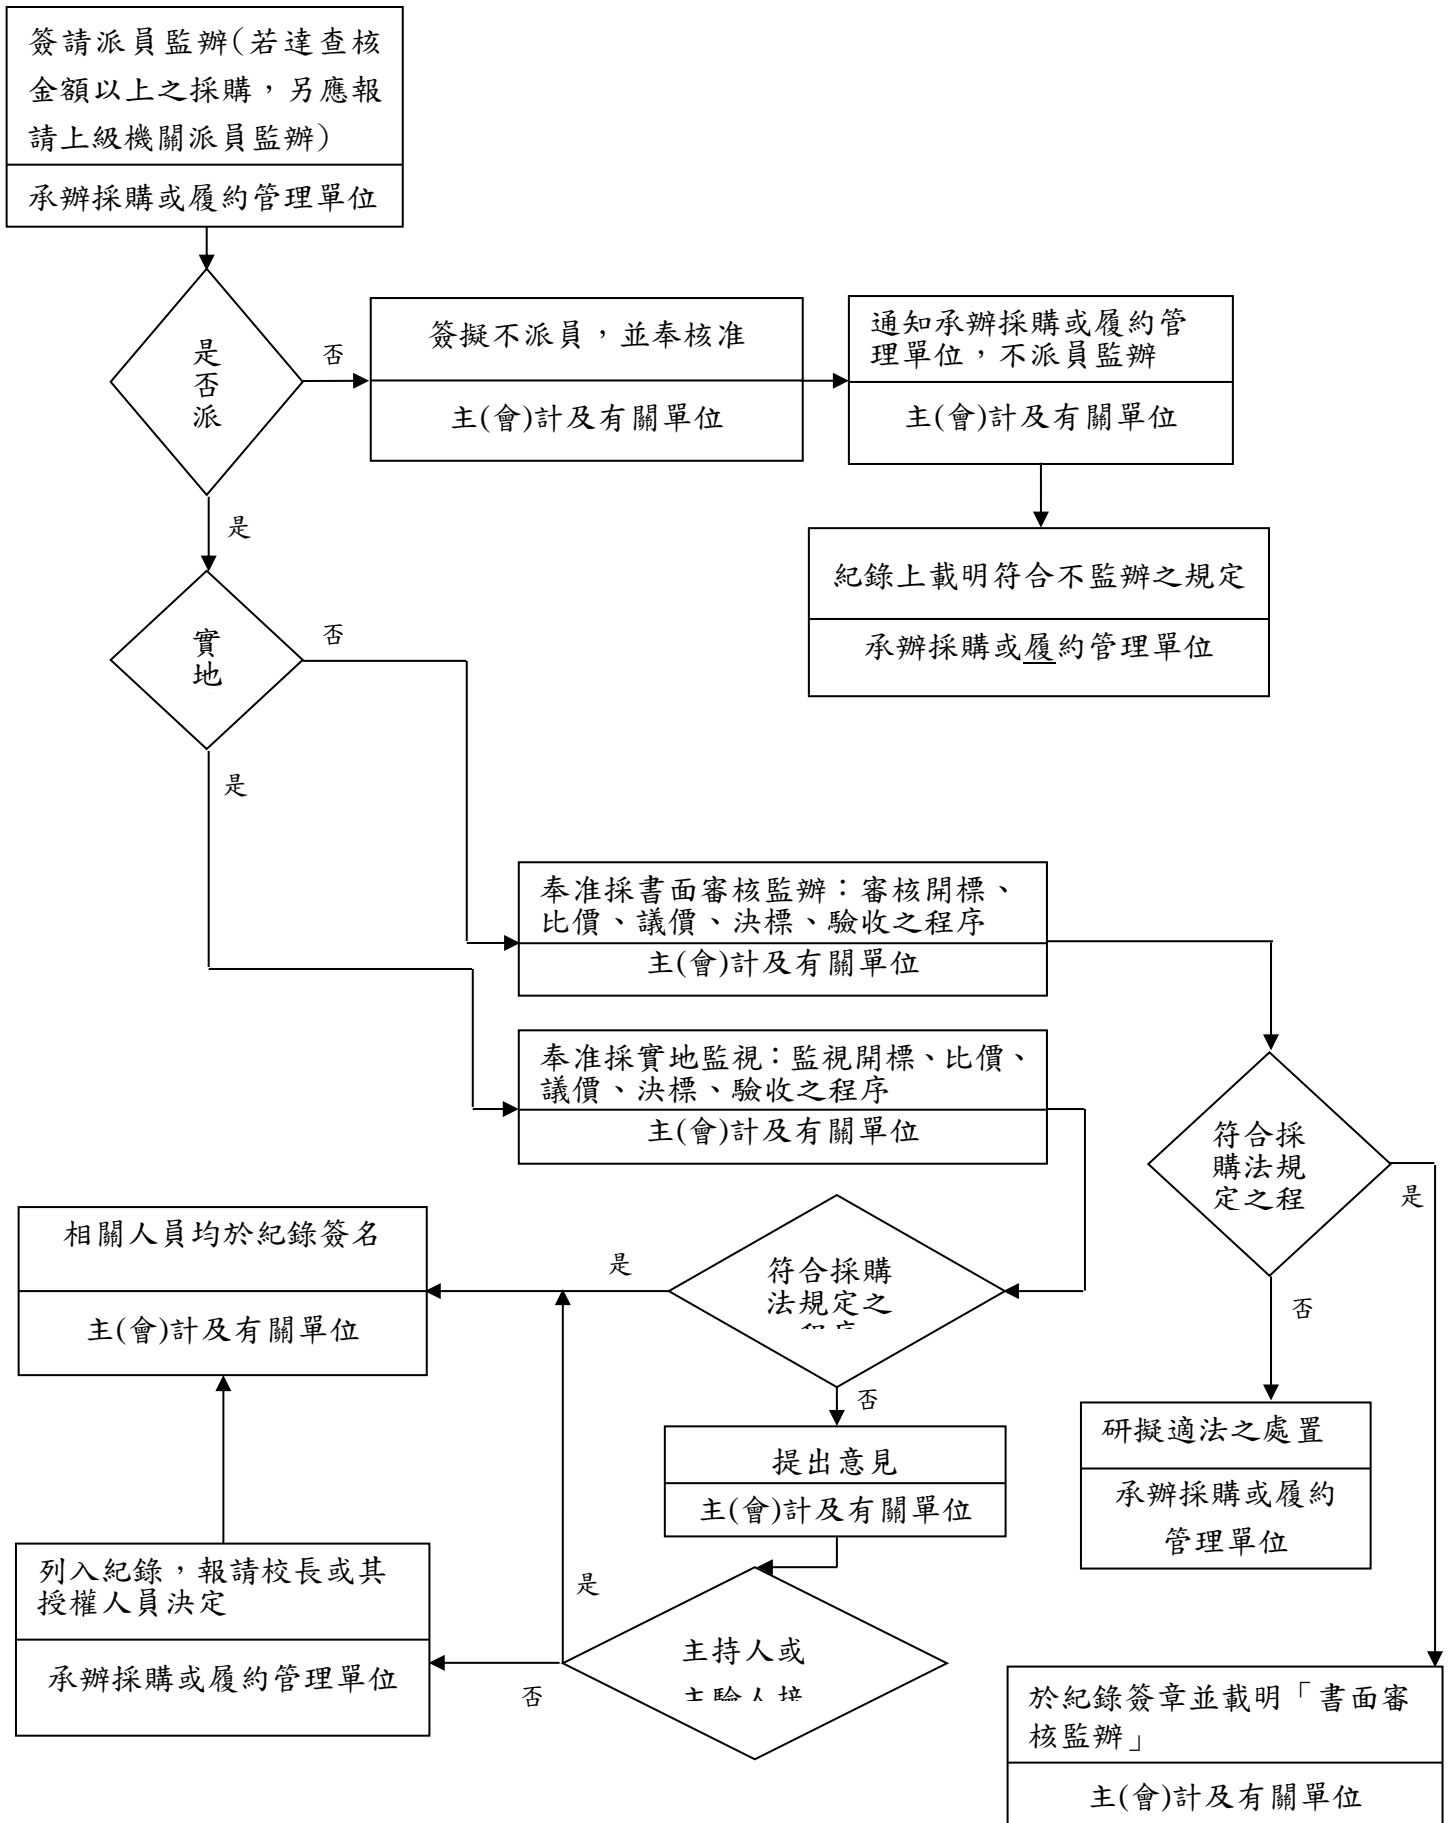 簽請派員監辦(若達查核
金額以上之採購，另應報
請上級機關派員監辦)
承辦採購或履約管理單位
是
否
派
否
簽擬不派員，並奉核准
主(會)計及有關單位
通知承辦採購或履約管
理單位，不派員監辦
主(會)計及有關單位
是
紀錄上載明符合不監辦之規定
承辦採購或履約管理單位
實
地
否
是
奉准採書面審核監辦：審核開標、
比價、議價、決標、驗收之程序
主(會)計及有關單位
奉准採實地監視：監視開標、比價、
議價、決標、驗收之程序
主(會)計及有關單位
符合採
購法規
定之程
是
否
相關人員均於紀錄簽名
主(會)計及有關單位
是
符合採購
法規定之
程序
否
研擬適法之處置
承辦採購或履約
管理單位
提出意見
主(會)計及有關單位
列入紀錄，報請校長或其
授權人員決定
承辦採購或履約管理單位
是
否
主持人或
主驗人接
於紀錄簽章並載明「書面審
核監辦」
主(會)計及有關單位